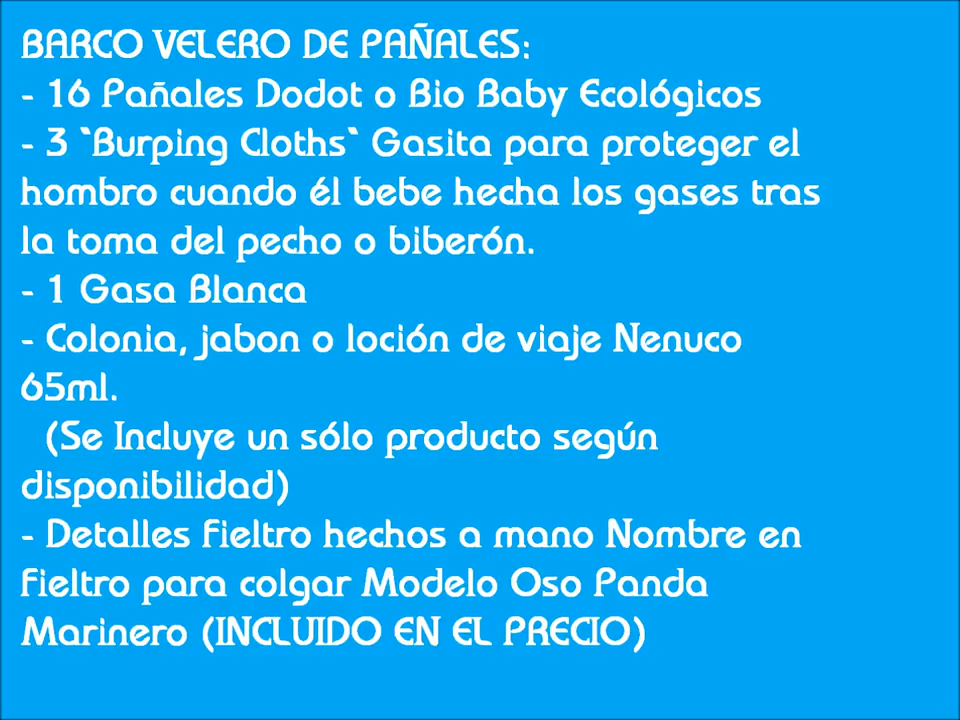 BARCO VELERO DE PAÑALES:
- 16 Pañales Dodot o Bio Baby Ecológicos
- 3 `Burping Cloths` Gasita para proteger el
hombro cuando él bebe hecha los gases tras
la toma del pecho o biberón.
- 1 Gasa Blanca
- Colonia, jabon o loción de viaje Nenuco
65ml.
(Se Incluye un sólo producto según
disponibilidad)
- Detalles Fieltro hechos a mano Nombre en
Fieltro para colgar Modelo Oso Panda
Marinero (INCLUIDO EN EL PRECIO)